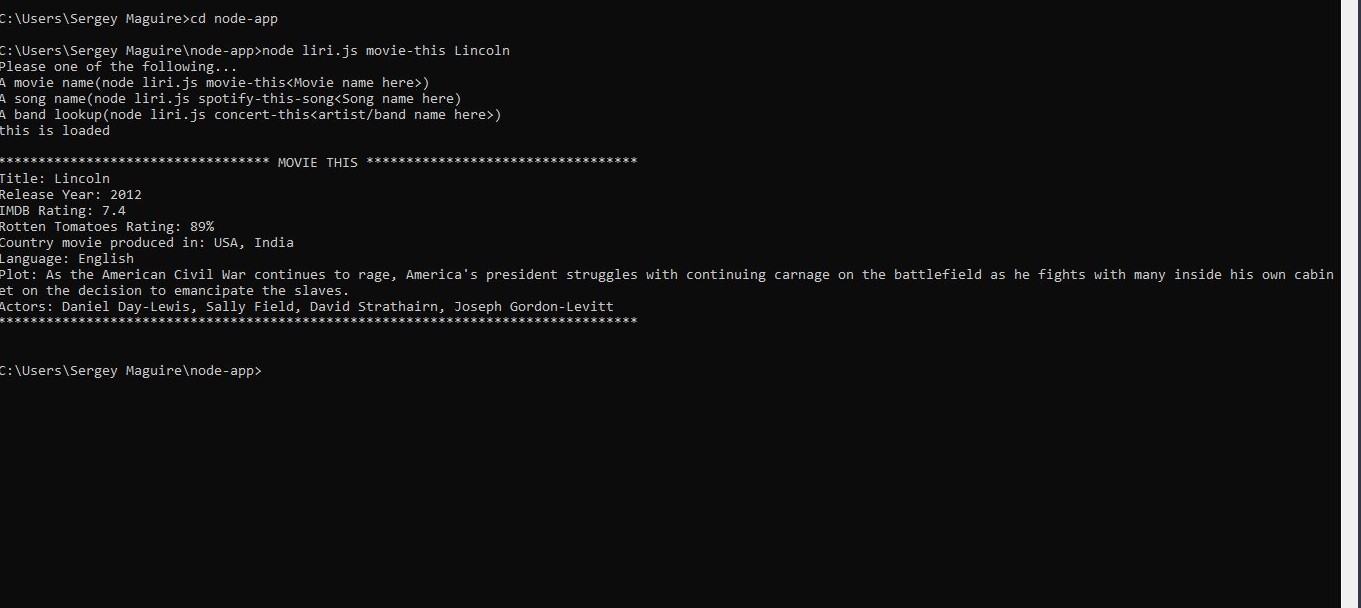 C:\Users\Sergey Maguire>cd node-app
C:\Users\Sergey Maguire\node-app>node liri.js movie-this Lincoln
Please one of the following...
A movie name(node liri.js movie-this<Movie name here>)
A song name(node liri.js spotify-this-song<Song name here)
A band lookup(node liri.js concert-this<artist/band name here>)
this is loaded
********************************** MOVIE THIS **********************************
Title: Lincoln
Release Year: 2012
IMDB Rating: 7.4
Rotten Tomatoes Rating: 89%
Country movie produced in: USA, India
Language: English
Plot: As the American Civil War continues to rage, America's president struggles with continuing carnage on the battlefield as he fights with many inside his own cabin
et on the decision to emancipate the slaves.
Actors: Daniel Day-Lewis, Sally Field, David Strathairn, Joseph Gordon-Levitt
********************************************************************************
C:\Users\Sergey Maguire\node-app>